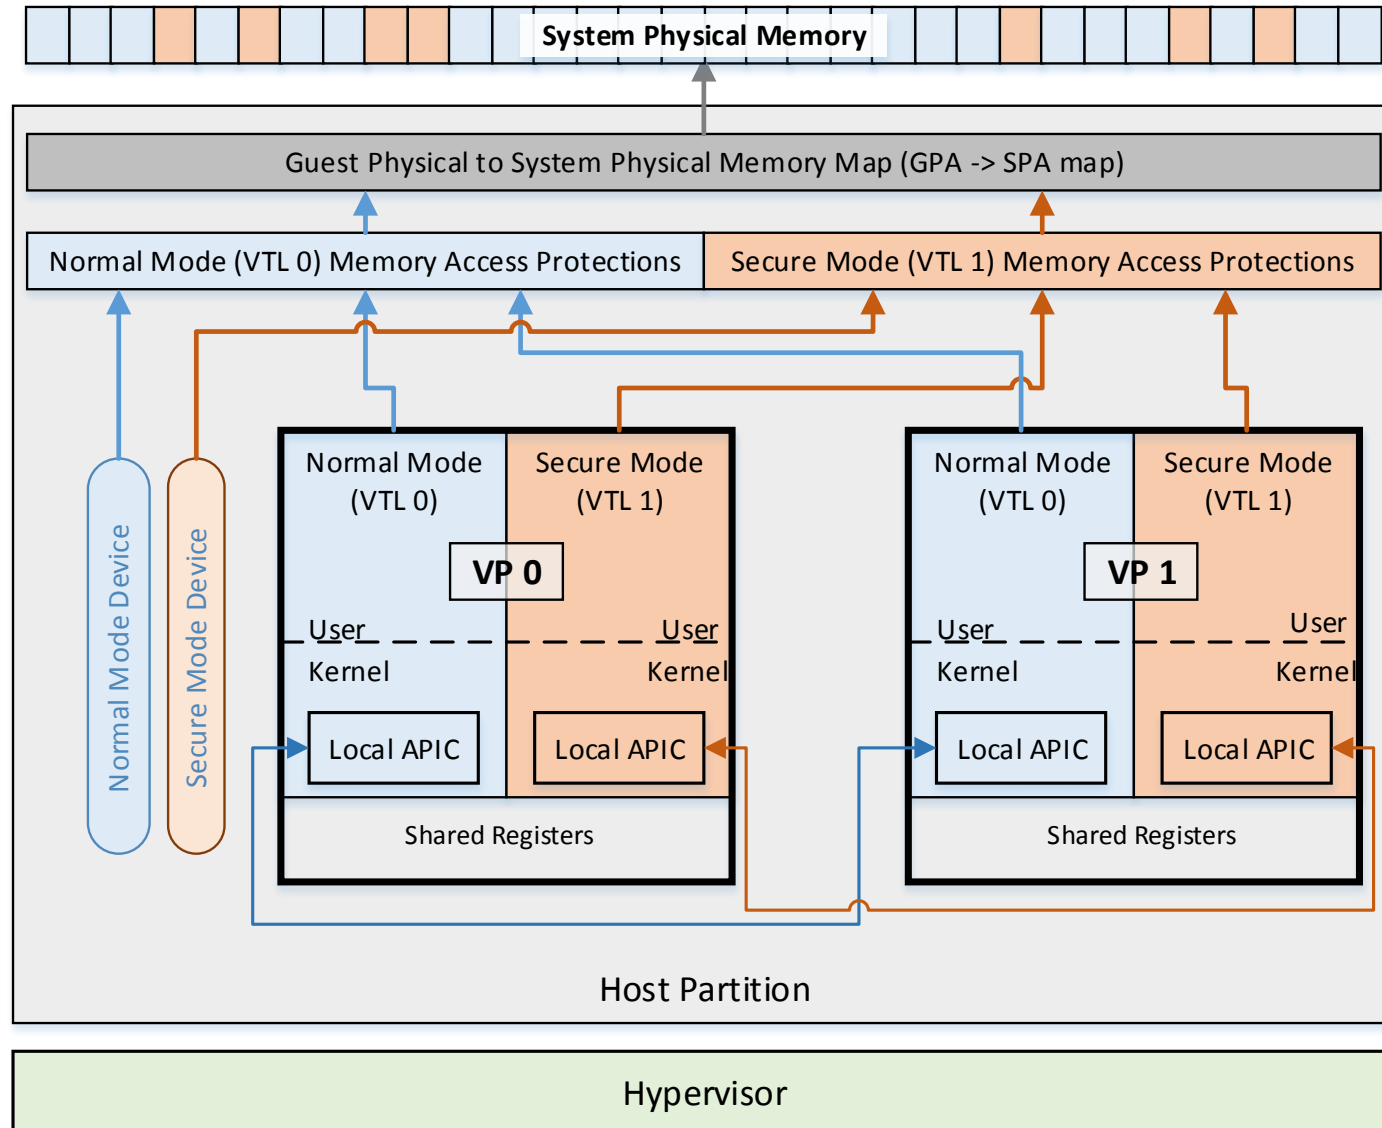 System Physical Memory
Guest Physical to System Physical Memory Map (GPA -> SPA map)
Normal Mode (VTL 0) Memory Access Protections
Secure Mode (VTL 1) Memory Access Protections
Normal Mode Device
Secure Mode Device
Normal Mode
(VTL 0)
Secure Mode
(VTL 1)
VP 0
User
User
Kernel
Kernel
Local APIC
Local APIC
Shared Registers
Normal Mode
(VTL 0)
Secure Mode
(VTL 1)
VP 1
User
User
Kernel
Kernel
Local APIC
Local APIC
Shared Registers
Host Partition
Hypervisor